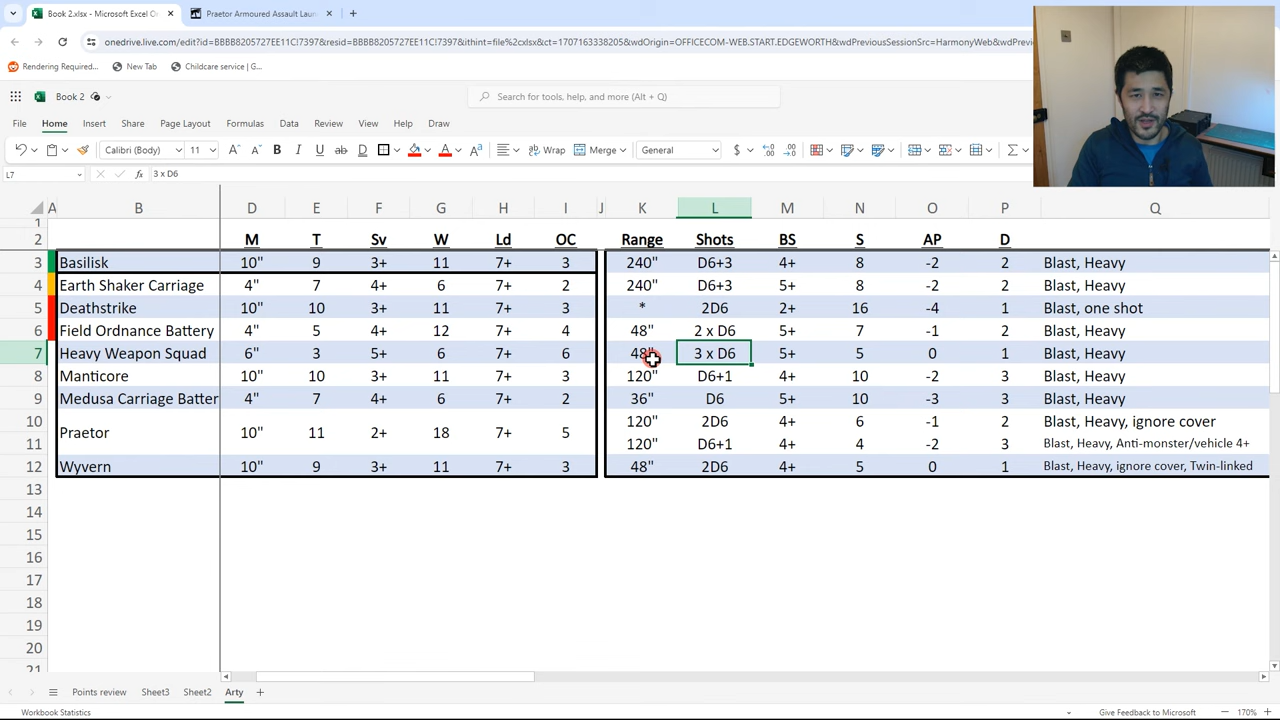 Book 2.xlsx - Microsoft Excel On
Praetor Armoured Assault Laun
onedrive.live.com/edit?id=BBBB8205727EE11C!7397&resid=BBBB8205727EE11C!7397&ithint=file%2cxlsx&ct=1707163338205&wdOrigin=OFFICECOM-WEB.START.EDGEWORTH&wdPreviousSessionSrc=HarmonyWeb&wdPreviousSession=
Rendering Required... New Tab Childcare service | G...
Book 2 Search for tools, help, and more (Alt + Q)
File Home Insert Share Page Layout Formulas Data Review View Help Draw
Calibri (Body) 11 B I U ab D A Wrap Merge General $ Σ
L7 fx 3 x D6
A B D E F G H I J K L M N O P Q
1
2 M T Sv W Ld OC Range Shots BS S AP D
3 Basilisk 10" 9 3+ 11 7+ 3 240" D6+3 4+ 8 -2 2 Blast, Heavy
4 Earth Shaker Carriage 4" 7 4+ 6 7+ 2 240" D6+3 5+ 8 -2 2 Blast, Heavy
5 Deathstrike 10" 10 3+ 11 7+ 3 * 2D6 2+ 16 -4 1 Blast, one shot
6 Field Ordnance Battery 4" 5 4+ 12 7+ 4 48" 2 x D6 5+ 7 -1 2 Blast, Heavy
7 Heavy Weapon Squad 6" 3 5+ 6 7+ 6 48" 3 x D6 5+ 5 0 1 Blast, Heavy
8 Manticore 10" 10 3+ 11 7+ 3 120" D6+1 4+ 10 -2 3 Blast, Heavy
9 Medusa Carriage Batter 4" 7 4+ 6 7+ 2 36" D6 5+ 10 -3 3 Blast, Heavy
10 120" 2D6 4+ 6 -1 2 Blast, Heavy, ignore cover
Praetor 10" 11 2+ 18 7+ 5
11 120" D6+1 4+ 4 -2 3 Blast, Heavy, Anti-monster/vehicle 4+
12 Wyvern 10" 9 3+ 11 7+ 3 48" 2D6 4+ 5 0 1 Blast, Heavy, ignore cover, Twin-linked
13
14
15
16
17
18
19
20
21
Points review Sheet3 Sheet2 Arty
Workbook Statistics Give Feedback to Microsoft 170%